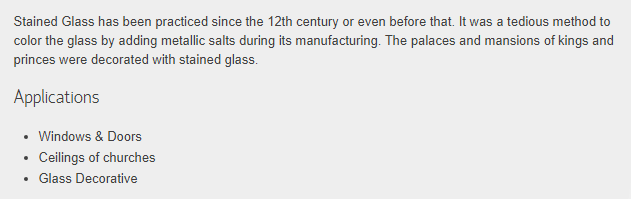 Stained Glass has been practiced since the 12th century or even before that. It was a tedious method to
color the glass by adding metallic salts during its manufacturing. The palaces and mansions of kings and
princes were decorated with stained glass.
Applications
• Windows & Doors
• Ceilings of churches
• Glass Decorative